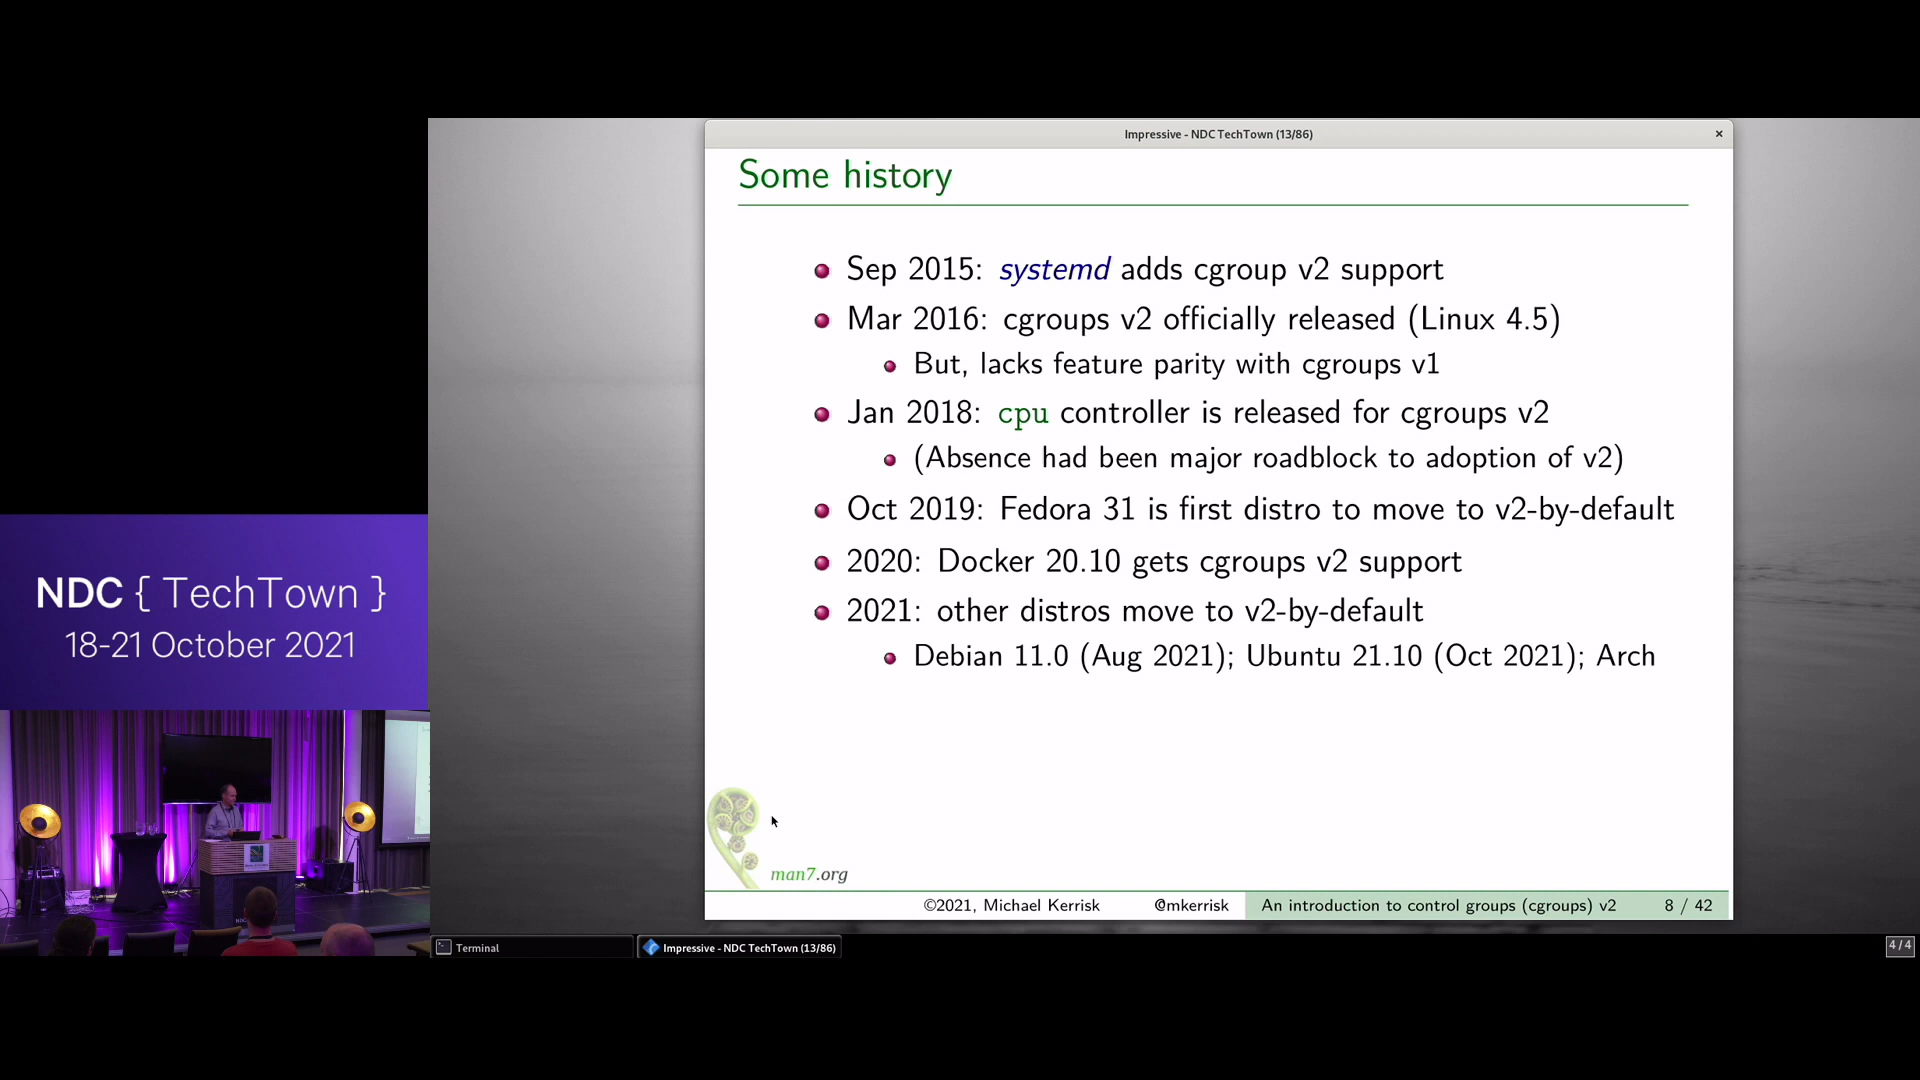 Impressive - NDC TechTown (13/86)
Some history
Sep 2015: systemd adds cgroup v2 support
Mar 2016: cgroups v2 officially released (Linux 4.5)
But, lacks feature parity with cgroups v1
Jan 2018: cpu controller is released for cgroups v2
(Absence had been major roadblock to adoption of v2)
Oct 2019: Fedora 31 is first distro to move to v2-by-default
2020: Docker 20.10 gets cgroups v2 support
2021: other distros move to v2-by-default
Debian 11.0 (Aug 2021); Ubuntu 21.10 (Oct 2021); Arch
man7.org
©2021, Michael Kerrisk @mkerrisk An introduction to control groups (cgroups) v2 8 / 42
NDC { TechTown }
18-21 October 2021
Terminal
Impressive - NDC TechTown (13/86)
4/4